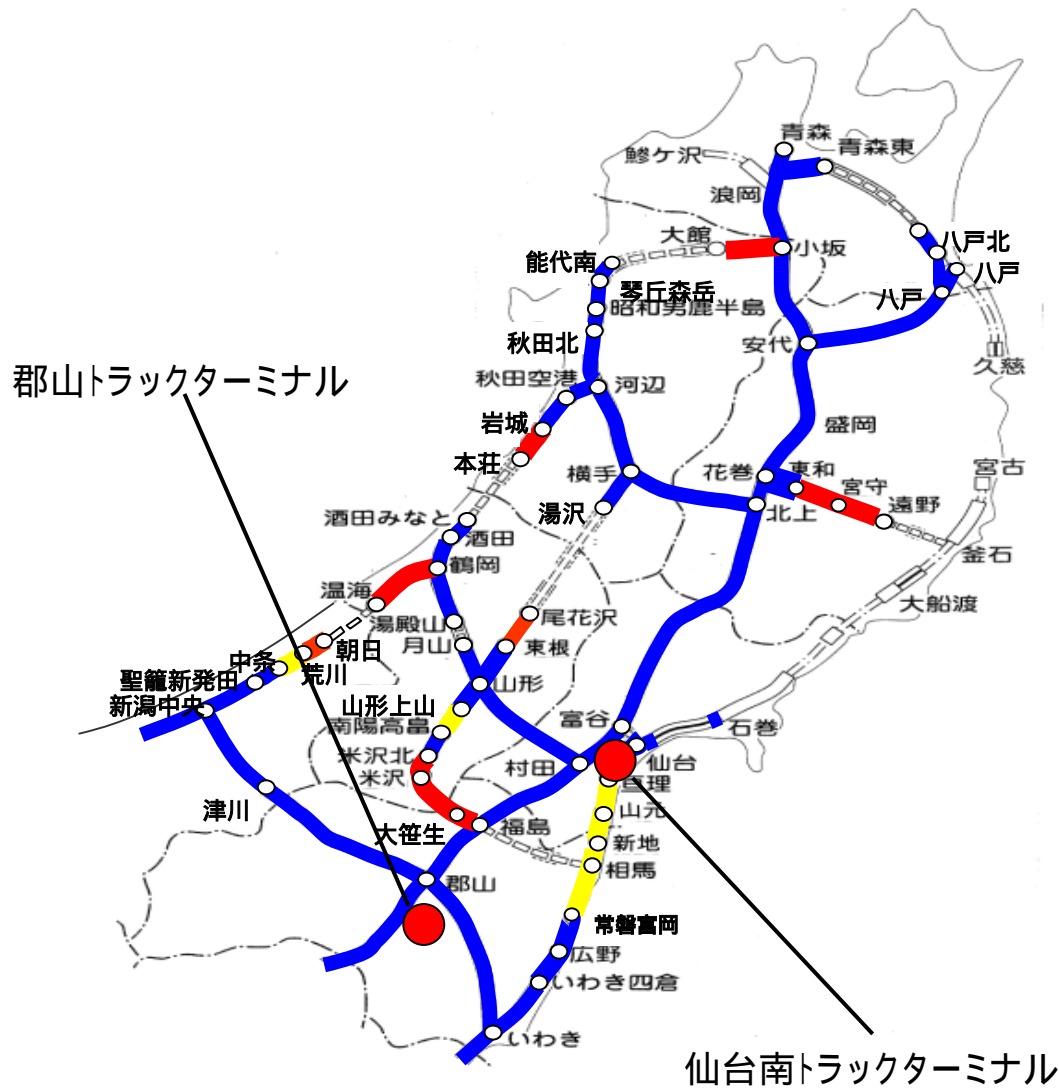 青森
青森東
鰺ヶ沢
浪岡
大館
小坂
八戸北
八戸
八戸
能代南
琴丘森岳
昭和男鹿半島
秋田北
安代
久慈
郡山トラックターミナル
秋田空港
河辺
岩城
盛岡
本荘
横手
花巻
東和
宮古
宮守
遠野
湯沢
北上
酒田みなと
酒田
釜石
鶴岡
温海
大船渡
湯殿山
尾花沢
月山
東根
朝日
中条
荒川
聖籠新発田
山形
新潟中央
山形上山
南陽高畠
富谷
石巻
米沢北
村田
仙台
米沢
亘理
津川
山元
大笹生
福島
新地
相馬
郡山
常磐富岡
広野
いわき四倉
いわき
仙台南トラックターミナル